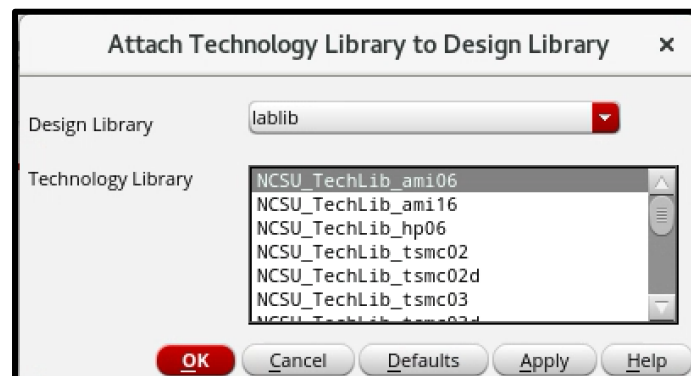 Attach Technology Library to Design Library ×
Design Library lablib
Technology Library NCSU_TechLib_ami06
NCSU_TechLib_ami16
NCSU_TechLib_hp06
NCSU_TechLib_tsmc02
NCSU_TechLib_tsmc02d
NCSU_TechLib_tsmc03
NCSU_TechLib_tsmc03d
OK Cancel Defaults Apply Help